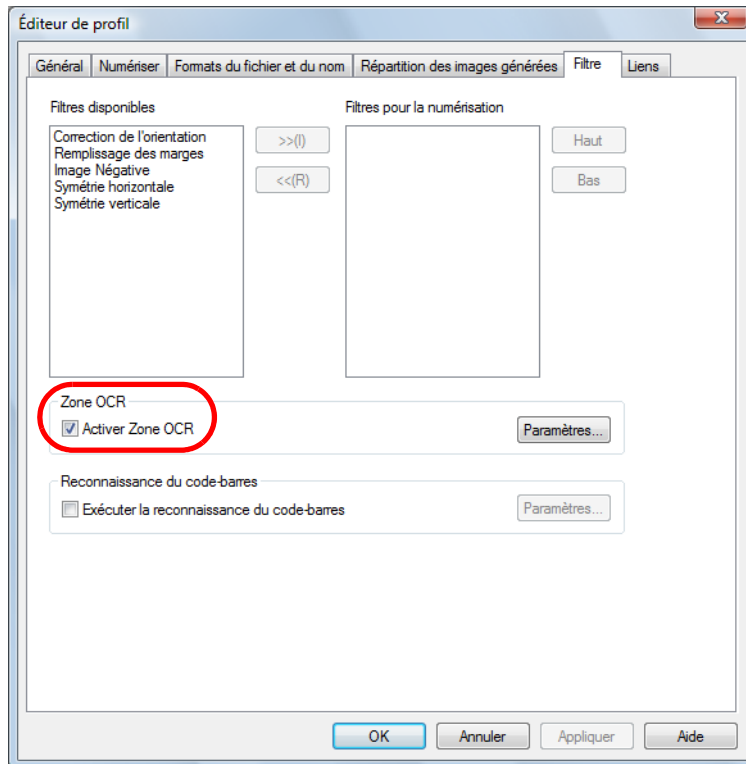 Éditeur de profil
Général Numériser Formats du fichier et du nom Répartition des images générées Filtre Liens
Filtres disponibles Filtres pour la numérisation
Correction de l'orientation
Remplissage des marges
Image Négative
Symétrie horizontale
Symétrie verticale
>>(I)
<<(R)
Haut
Bas
Zone OCR
Activer Zone OCR Paramètres...
Reconnaissance du code-barres
Exécuter la reconnaissance du code-barres Paramètres...
OK Annuler Appliquer Aide